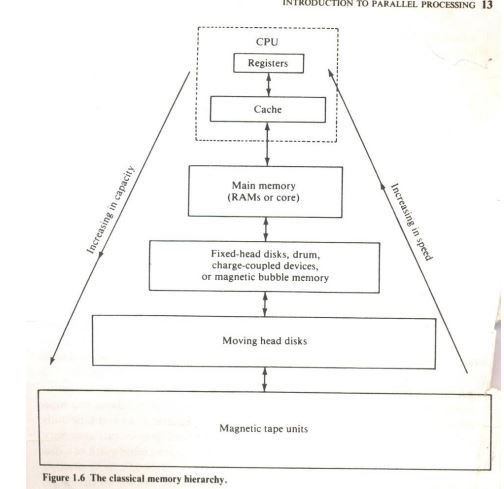 INTRODUCTION TO PARALLEL PROCESSING 13
CPU
Registers
Cache
Main memory
(RAMs or core)
Increasing in capacity
Increasing in speed
Fixed-head disks, drum,
charge-coupled devices,
or magnetic bubble memory
Moving head disks
Magnetic tape units
Figure 1.6 The classical memory hierarchy.